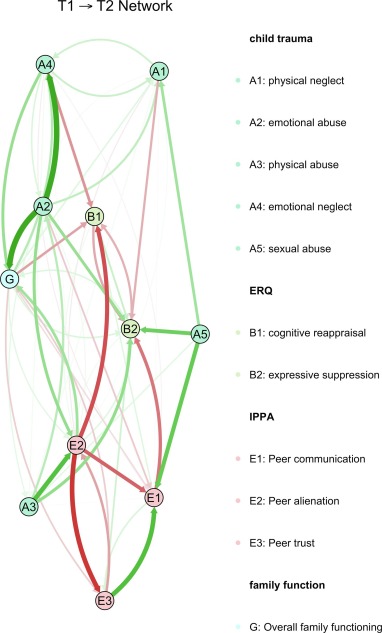 T1 → T2 Network
child trauma
A4
A1
A1: physical neglect
A2: emotional abuse
A3: physical abuse
A2
A4: emotional neglect
B1
A5: sexual abuse
G
ERQ
B2
A5
B1: cognitive reappraisal
B2: expressive suppression
IPPA
E2
E1: Peer communication
E1
A3
E2: Peer alienation
E3: Peer trust
family function
E3
G: Overall family functioning